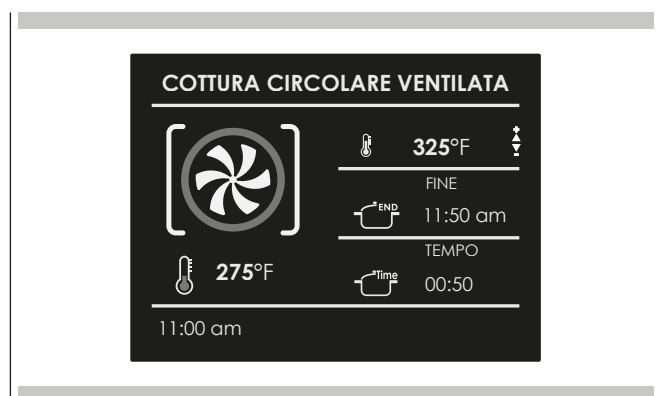 COTTURA CIRCOLARE VENTILATA
325°F
FINE
END
11:50 am
TEMPO
Time
00:50
275°F
11:00 am